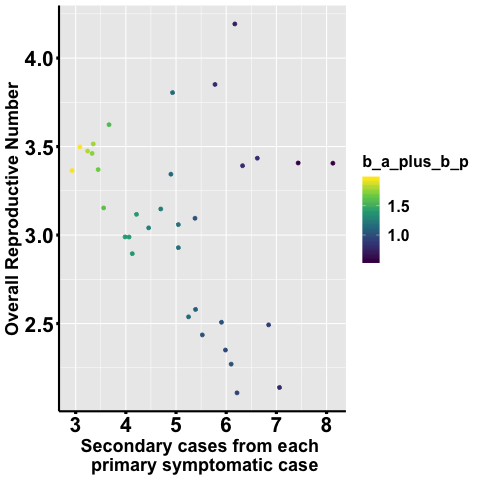 Overall Reproductive Number
4.0
3.5
3.0
2.5
3 4 5 6 7 8
Secondary cases from each
primary symptomatic case
b_a_plus_b_p
1.5
1.0